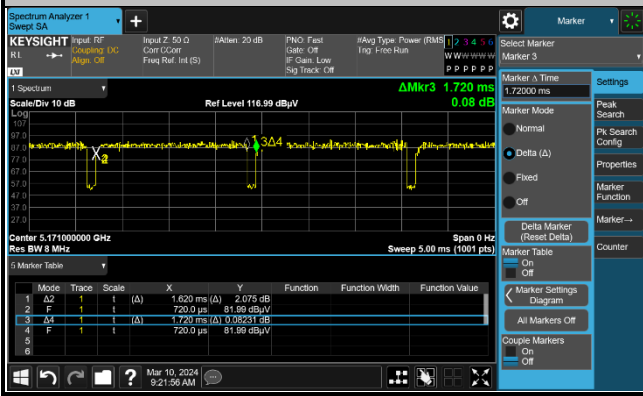 Spectrum Analyzer 1
Swept SA
+
Marker
KEYSIGHT Input: RF Input Z: 50 Ω #Atten: 20 dB PNO: Fast #Avg Type: Power (RMS 1 2 3 4 5 6
RL Coupling: DC Corr CCorr Gate: Off Trig: Free Run W W W W W W
Align: Off Freq Ref: Int (S) IF Gain: Low P P P P P P
Sig Track: Off
LXI
Select Marker
Marker 3
1 Spectrum
ΔMkr3 1.720 ms
Scale/Div 10 dB Ref Level 116.99 dBµV 0.08 dB
Log
107
97.0
87.0
77.0
67.0
57.0
47.0
37.0
27.0
3Δ4
Center 5.171000000 GHz Span 0 Hz
Res BW 8 MHz Sweep 5.00 ms (1001 pts)
5 Marker Table
Mode Trace Scale X Y Function Function Width Function Value
1 Δ2 1 t (Δ) 1.620 ms (Δ) 2.075 dB
2 F 1 t 720.0 µs 81.99 dBµV
3 Δ4 1 t (Δ) 1.720 ms (Δ) 0.08231 dB
4 F 1 t 720.0 µs 81.99 dBµV
5
6
Marker Δ Time
1.72000 ms
Marker Mode
Normal
Delta (Δ)
Fixed
Off
Delta Marker
(Reset Delta)
Marker Table
On
Off
Marker Settings
Diagram
All Markers Off
Couple Markers
On
Off
Settings
Peak
Search
Pk Search
Config
Properties
Marker
Function
Marker→
Counter
?
Mar 10, 2024
9:21:56 AM